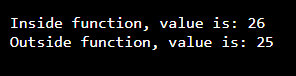 Inside function, value is: 26
Outside function, value is: 25